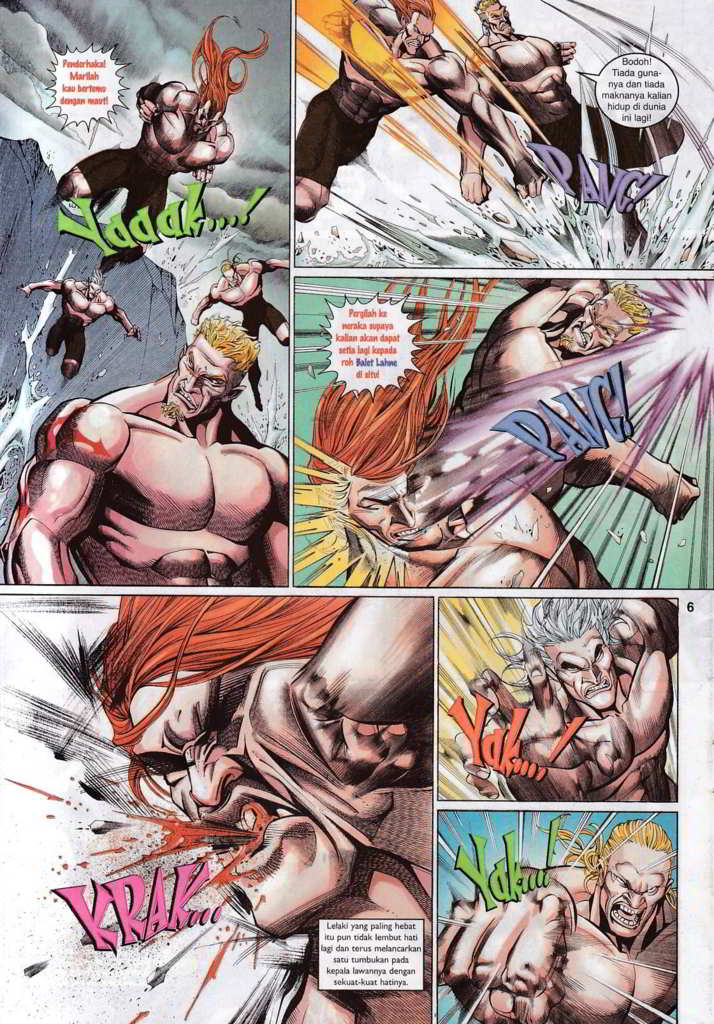 Penderhaka!
Marilah
kau bertemu
dengan maut!
Yaaak...!
Bodoh!
Tiada guna-
nya dan tiada
maknanya kalian
hidup di dunia
ini lagi!
PANG!
Pergilah ke
neraka supaya
kalian akan dapat
setia lagi kepada
roh Balet Lahne
di situ!
PANG!
6
KRAK...
Lelaki yang paling hebat
itu pun tidak lembut hati
lagi dan terus melancarkan
satu tumbukan pada
kepala lawannya dengan
sekuat-kuat hatinya.
Yak...!
Yak...!